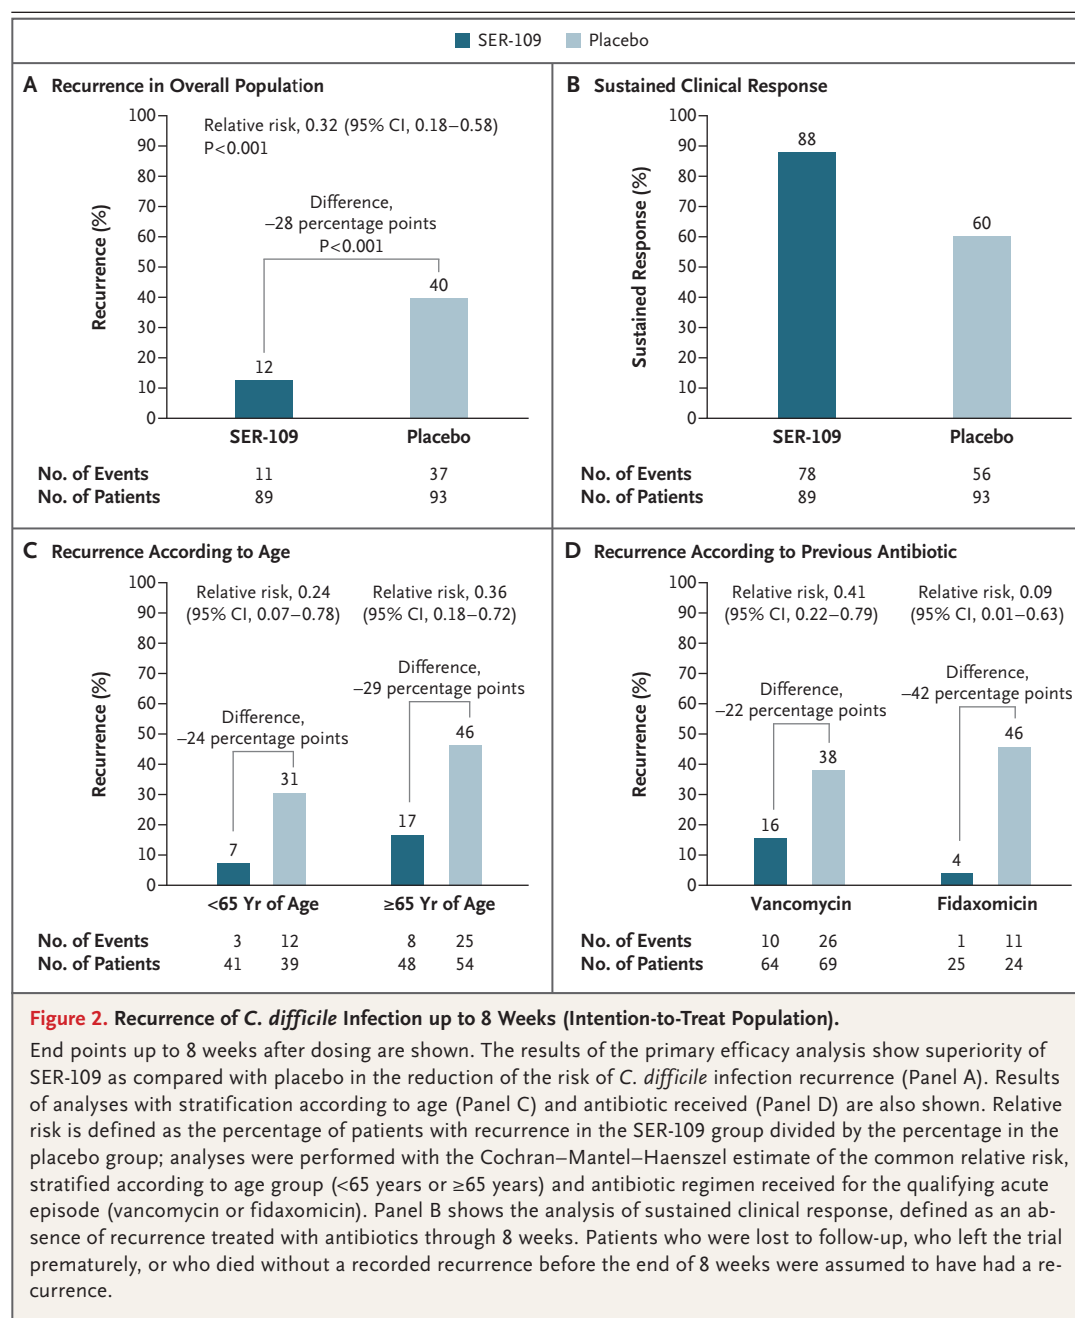 SER-109 Placebo
A Recurrence in Overall Population
100
90
80
70
60
50
40
30
20
10
0
Recurrence (%)
Relative risk, 0.32 (95% CI, 0.18–0.58)
P<0.001
Difference,
–28 percentage points
P<0.001
12
40
SER-109 Placebo
No. of Events 11 37
No. of Patients 89 93
B Sustained Clinical Response
100
90
80
70
60
50
40
30
20
10
0
Sustained Response (%)
88
60
SER-109 Placebo
78 56
89 93
C Recurrence According to Age
100
90
80
70
60
50
40
30
20
10
0
Recurrence (%)
Relative risk, 0.24
(95% CI, 0.07–0.78)
Relative risk, 0.36
(95% CI, 0.18–0.72)
Difference,
–24 percentage points
Difference,
–29 percentage points
7
31
17
46
<65 Yr of Age ≥65 Yr of Age
No. of Events 3 12 8 25
No. of Patients 41 39 48 54
D Recurrence According to Previous Antibiotic
100
90
80
70
60
50
40
30
20
10
0
Recurrence (%)
Relative risk, 0.41
(95% CI, 0.22–0.79)
Relative risk, 0.09
(95% CI, 0.01–0.63)
Difference,
–22 percentage points
Difference,
–42 percentage points
16
38
4
46
Vancomycin Fidaxomicin
No. of Events 10 26 1 11
No. of Patients 64 69 25 24
Figure 2. Recurrence of C. difficile Infection up to 8 Weeks (Intention-to-Treat Population).
End points up to 8 weeks after dosing are shown. The results of the primary efficacy analysis show superiority of
SER-109 as compared with placebo in the reduction of the risk of C. difficile infection recurrence (Panel A). Results
of analyses with stratification according to age (Panel C) and antibiotic received (Panel D) are also shown. Relative
risk is defined as the percentage of patients with recurrence in the SER-109 group divided by the percentage in the
placebo group; analyses were performed with the Cochran–Mantel–Haenszel estimate of the common relative risk,
stratified according to age group (<65 years or ≥65 years) and antibiotic regimen received for the qualifying acute
episode (vancomycin or fidaxomicin). Panel B shows the analysis of sustained clinical response, defined as an ab-
sence of recurrence treated with antibiotics through 8 weeks. Patients who were lost to follow-up, who left the trial
prematurely, or who died without a recorded recurrence before the end of 8 weeks were assumed to have had a re-
currence.